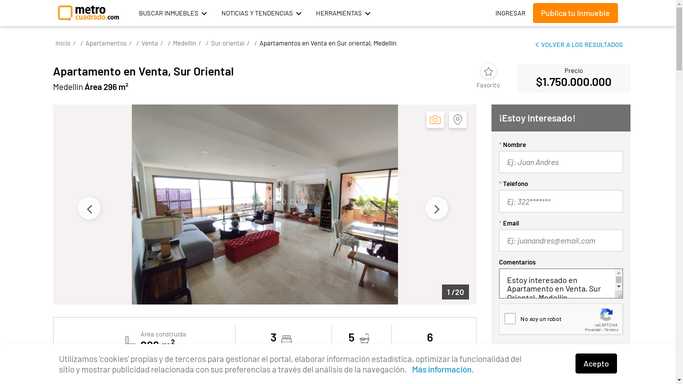 metro
cuadrado.com
BUSCAR INMUEBLES
NOTICIAS Y TENDENCIAS
HERRAMIENTAS
INGRESAR
Publica tu Inmueble
Inicio / / Apartamentos / / Venta / / Medellín / / Sur oriental / / Apartamentos en Venta en Sur oriental, Medellín
VOLVER A LOS RESULTADOS
Apartamento en Venta, Sur Oriental
Medellín Área 296 m²
Favorito
Precio
$1.750.000.000
1 / 20
¡Estoy Interesado!
* Nombre
Ej: Juan Andres
* Teléfono
Ej: 322*******
* Email
Ej: juanandres@email.com
Comentarios
Estoy interesado en
Apartamento en Venta, Sur
Oriental, Medellín
No soy un robot
reCAPTCHA
Privacidad - Términos
Área construida
3
5
6
Utilizamos 'cookies' propias y de terceros para gestionar el portal, elaborar información estadística, optimizar la funcionalidad del
sitio y mostrar publicidad relacionada con sus preferencias a través del análisis de la navegación. Más información.
Acepto